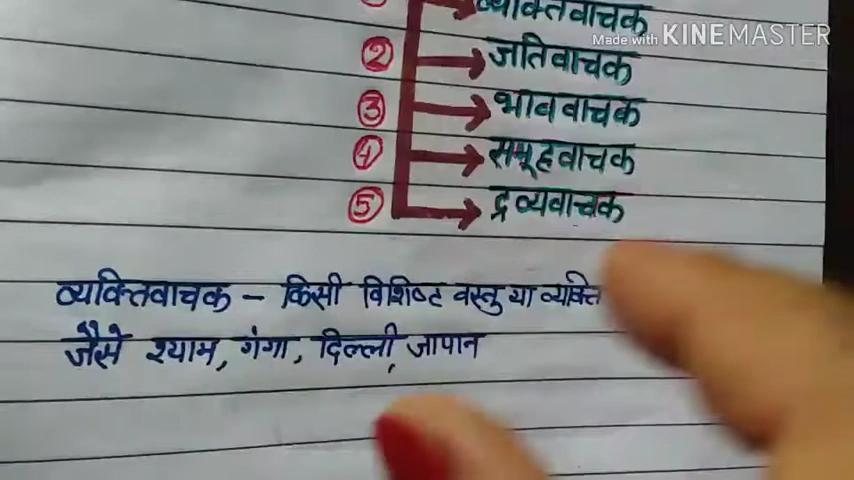 व्यक्तिवाचक
Made with KINEMASTER
② जतिवाचक
③ भाववाचक
④ समूहवाचक
⑤ द्रव्यवाचक
व्यक्तिवाचक – किसी विशिष्ट वस्तु या व्यक्ति
जैसे श्याम, गंगा, दिल्ली, जापान